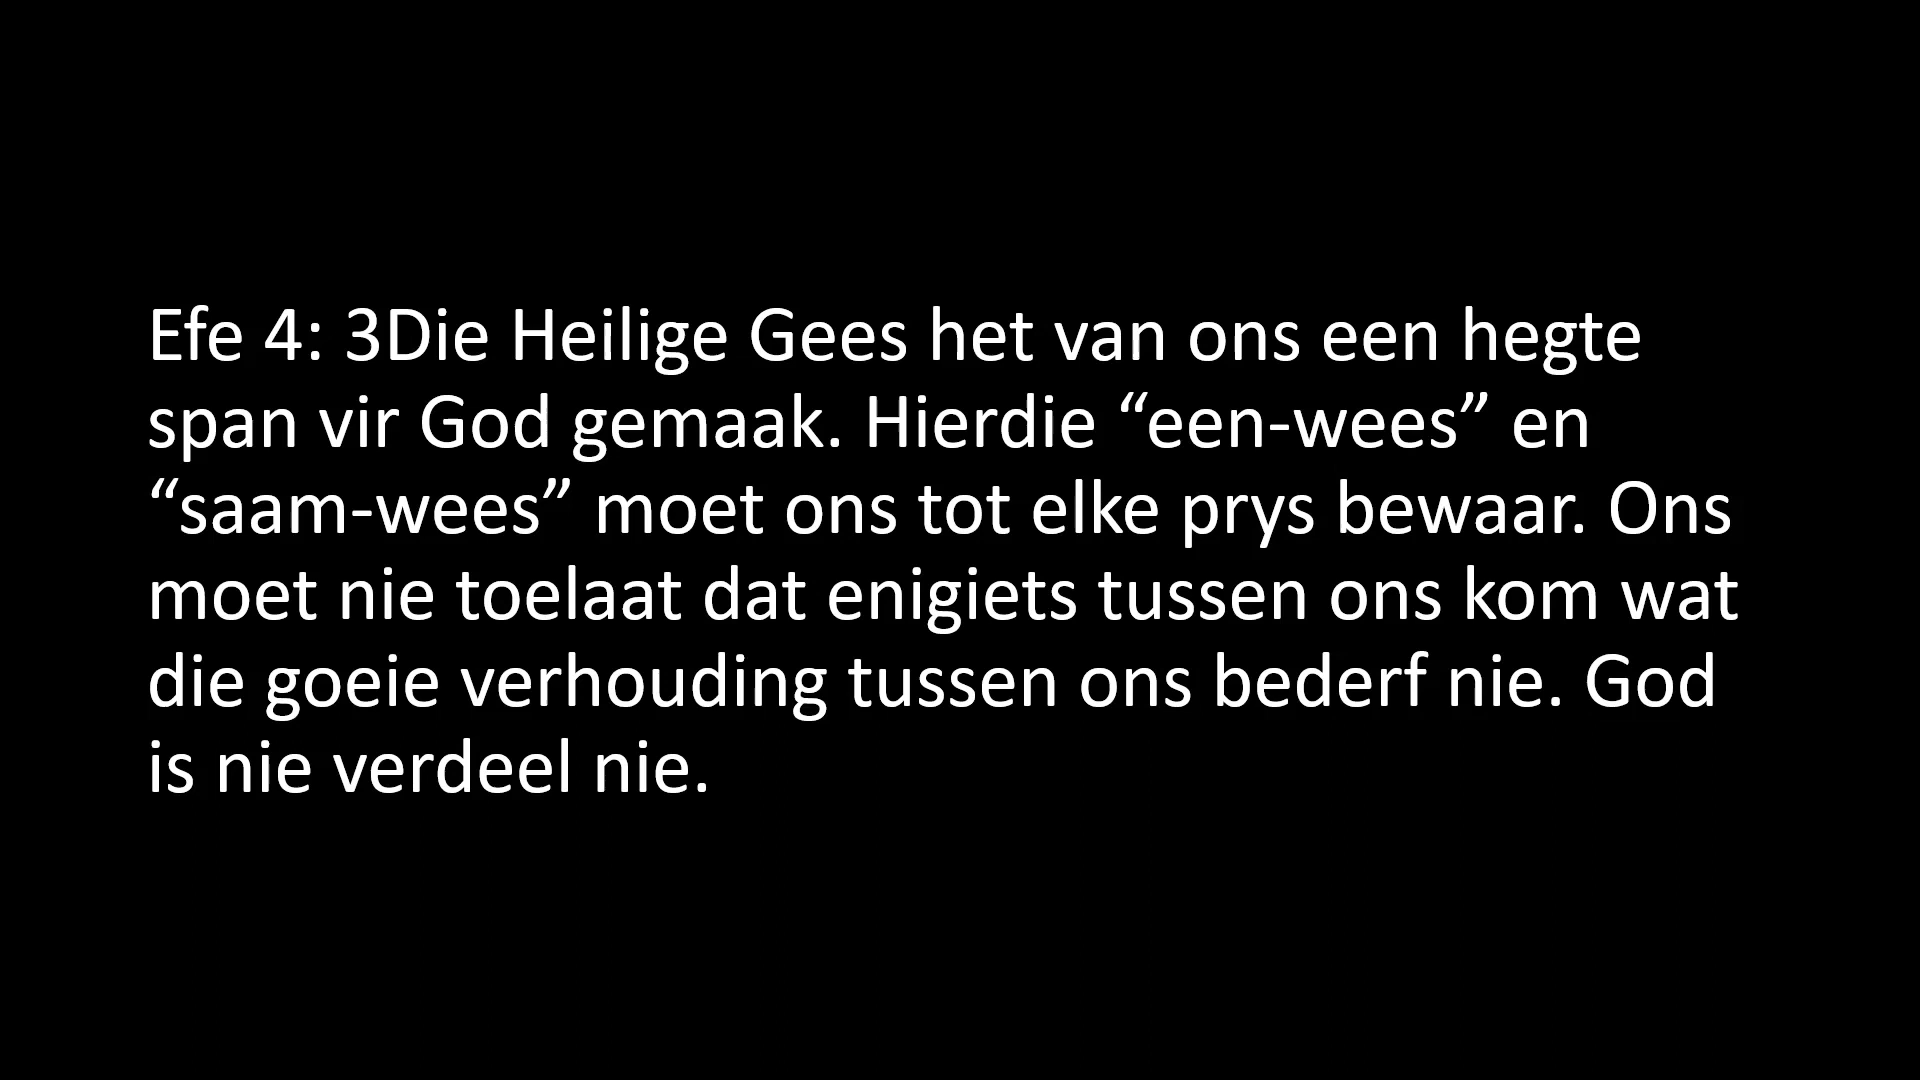 Efe 4: 3Die Heilige Gees het van ons een hegte
span vir God gemaak. Hierdie “een-wees” en
“saam-wees” moet ons tot elke prys bewaar. Ons
moet nie toelaat dat enigiets tussen ons kom wat
die goeie verhouding tussen ons bederf nie. God
is nie verdeel nie.